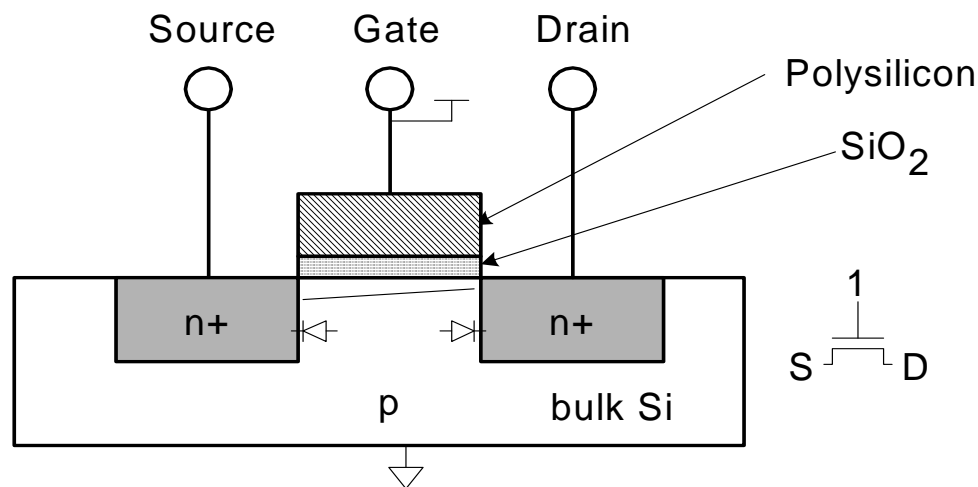 Source Gate Drain
Polysilicon
SiO₂
n+ n+
1
S D
p bulk Si